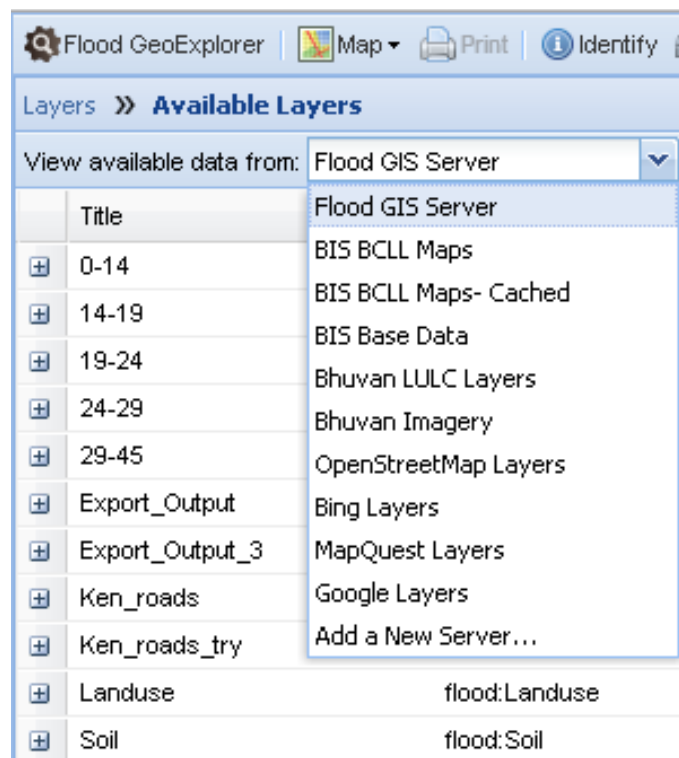 Flood GeoExplorer Map Print Identify
Layers » Available Layers
View available data from: Flood GIS Server
Title
0-14
14-19
19-24
24-29
29-45
Export_Output
Export_Output_3
Ken_roads
Ken_roads_try
Landuse flood:Landuse
Soil flood:Soil
Flood GIS Server
BIS BCLL Maps
BIS BCLL Maps- Cached
BIS Base Data
Bhuvan LULC Layers
Bhuvan Imagery
OpenStreetMap Layers
Bing Layers
MapQuest Layers
Google Layers
Add a New Server...